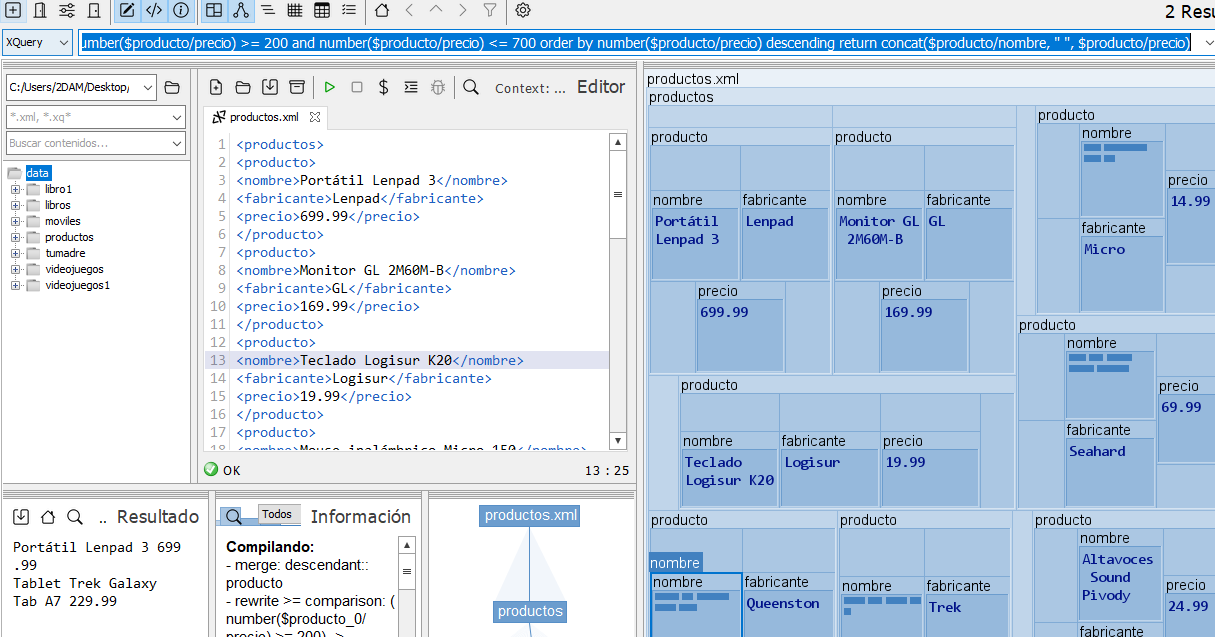 2 Resu
XQuery
umber($producto/precio) >= 200 and number($producto/precio) <= 700 order by number($producto/precio) descending return concat($producto/nombre, " ", $producto/precio)
C:/Users/2DAM/Desktop/
*.xml, *.xq*
Buscar contenidos...
data
libro1
libros
moviles
productos
tumadre
videojuegos
videojuegos1
Context: ...
Editor
productos.xml
1 <productos>
2 <producto>
3 <nombre>Portátil Lenpad 3</nombre>
4 <fabricante>Lenpad</fabricante>
5 <precio>699.99</precio>
6 </producto>
7 <producto>
8 <nombre>Monitor GL 2M60M-B</nombre>
9 <fabricante>GL</fabricante>
10 <precio>169.99</precio>
11 </producto>
12 <producto>
13 <nombre>Teclado Logisur K20</nombre>
14 <fabricante>Logisur</fabricante>
15 <precio>19.99</precio>
16 </producto>
17 <producto>
18 <nombre>Mouse inalámbrico Micro 150</nombre>
OK
13 : 25
.. Resultado
Portátil Lenpad 3 699
.99
Tablet Trek Galaxy
Tab A7 229.99
Todos
Información
Compilando:
- merge: descendant::
producto
- rewrite >= comparison: (
number($producto_0/
precio) >= 200) ->
productos.xml
productos
productos.xml
productos
producto
nombre
Portátil
Lenpad 3
fabricante
Lenpad
precio
699.99
producto
nombre
Monitor GL
2M60M-B
fabricante
GL
precio
169.99
producto
nombre
fabricante
Micro
precio
14.99
producto
nombre
Teclado
Logisur K20
fabricante
Logisur
precio
19.99
producto
nombre
fabricante
Seahard
precio
69.99
producto
nombre
nombre
fabricante
Queenston
producto
nombre
fabricante
Trek
producto
nombre
Altavoces
Sound
Pivody
fabricante
precio
24.99